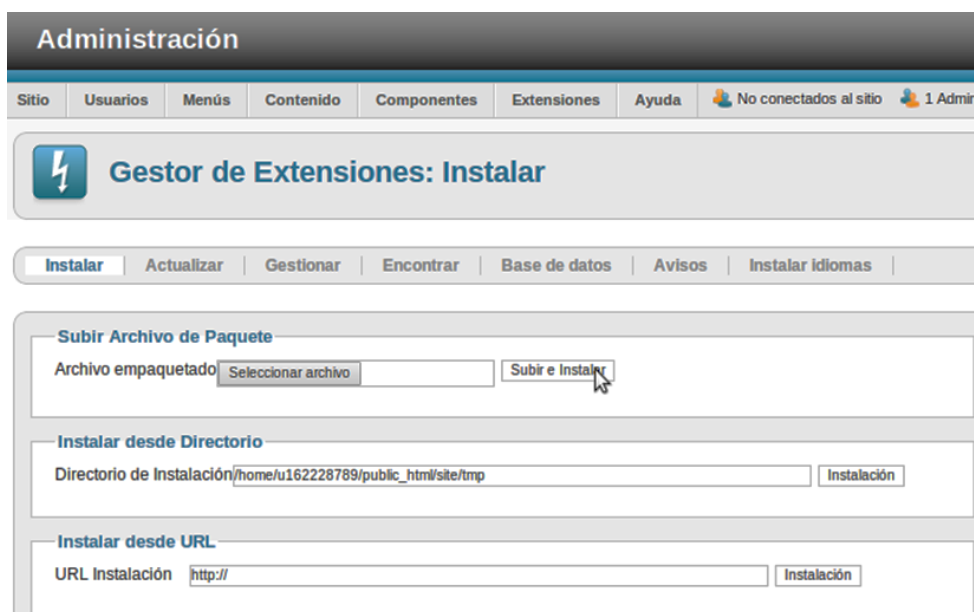 Administración
Sitio Usuarios Menús Contenido Componentes Extensiones Ayuda No conectados al sitio 1 Admin
Gestor de Extensiones: Instalar
Instalar Actualizar Gestionar Encontrar Base de datos Avisos Instalar idiomas
Subir Archivo de Paquete
Archivo empaquetado Seleccionar archivo Subir e Instalar
Instalar desde Directorio
Directorio de Instalación /home/u162228789/public_html/site/tmp Instalación
Instalar desde URL
URL Instalación http:// Instalación